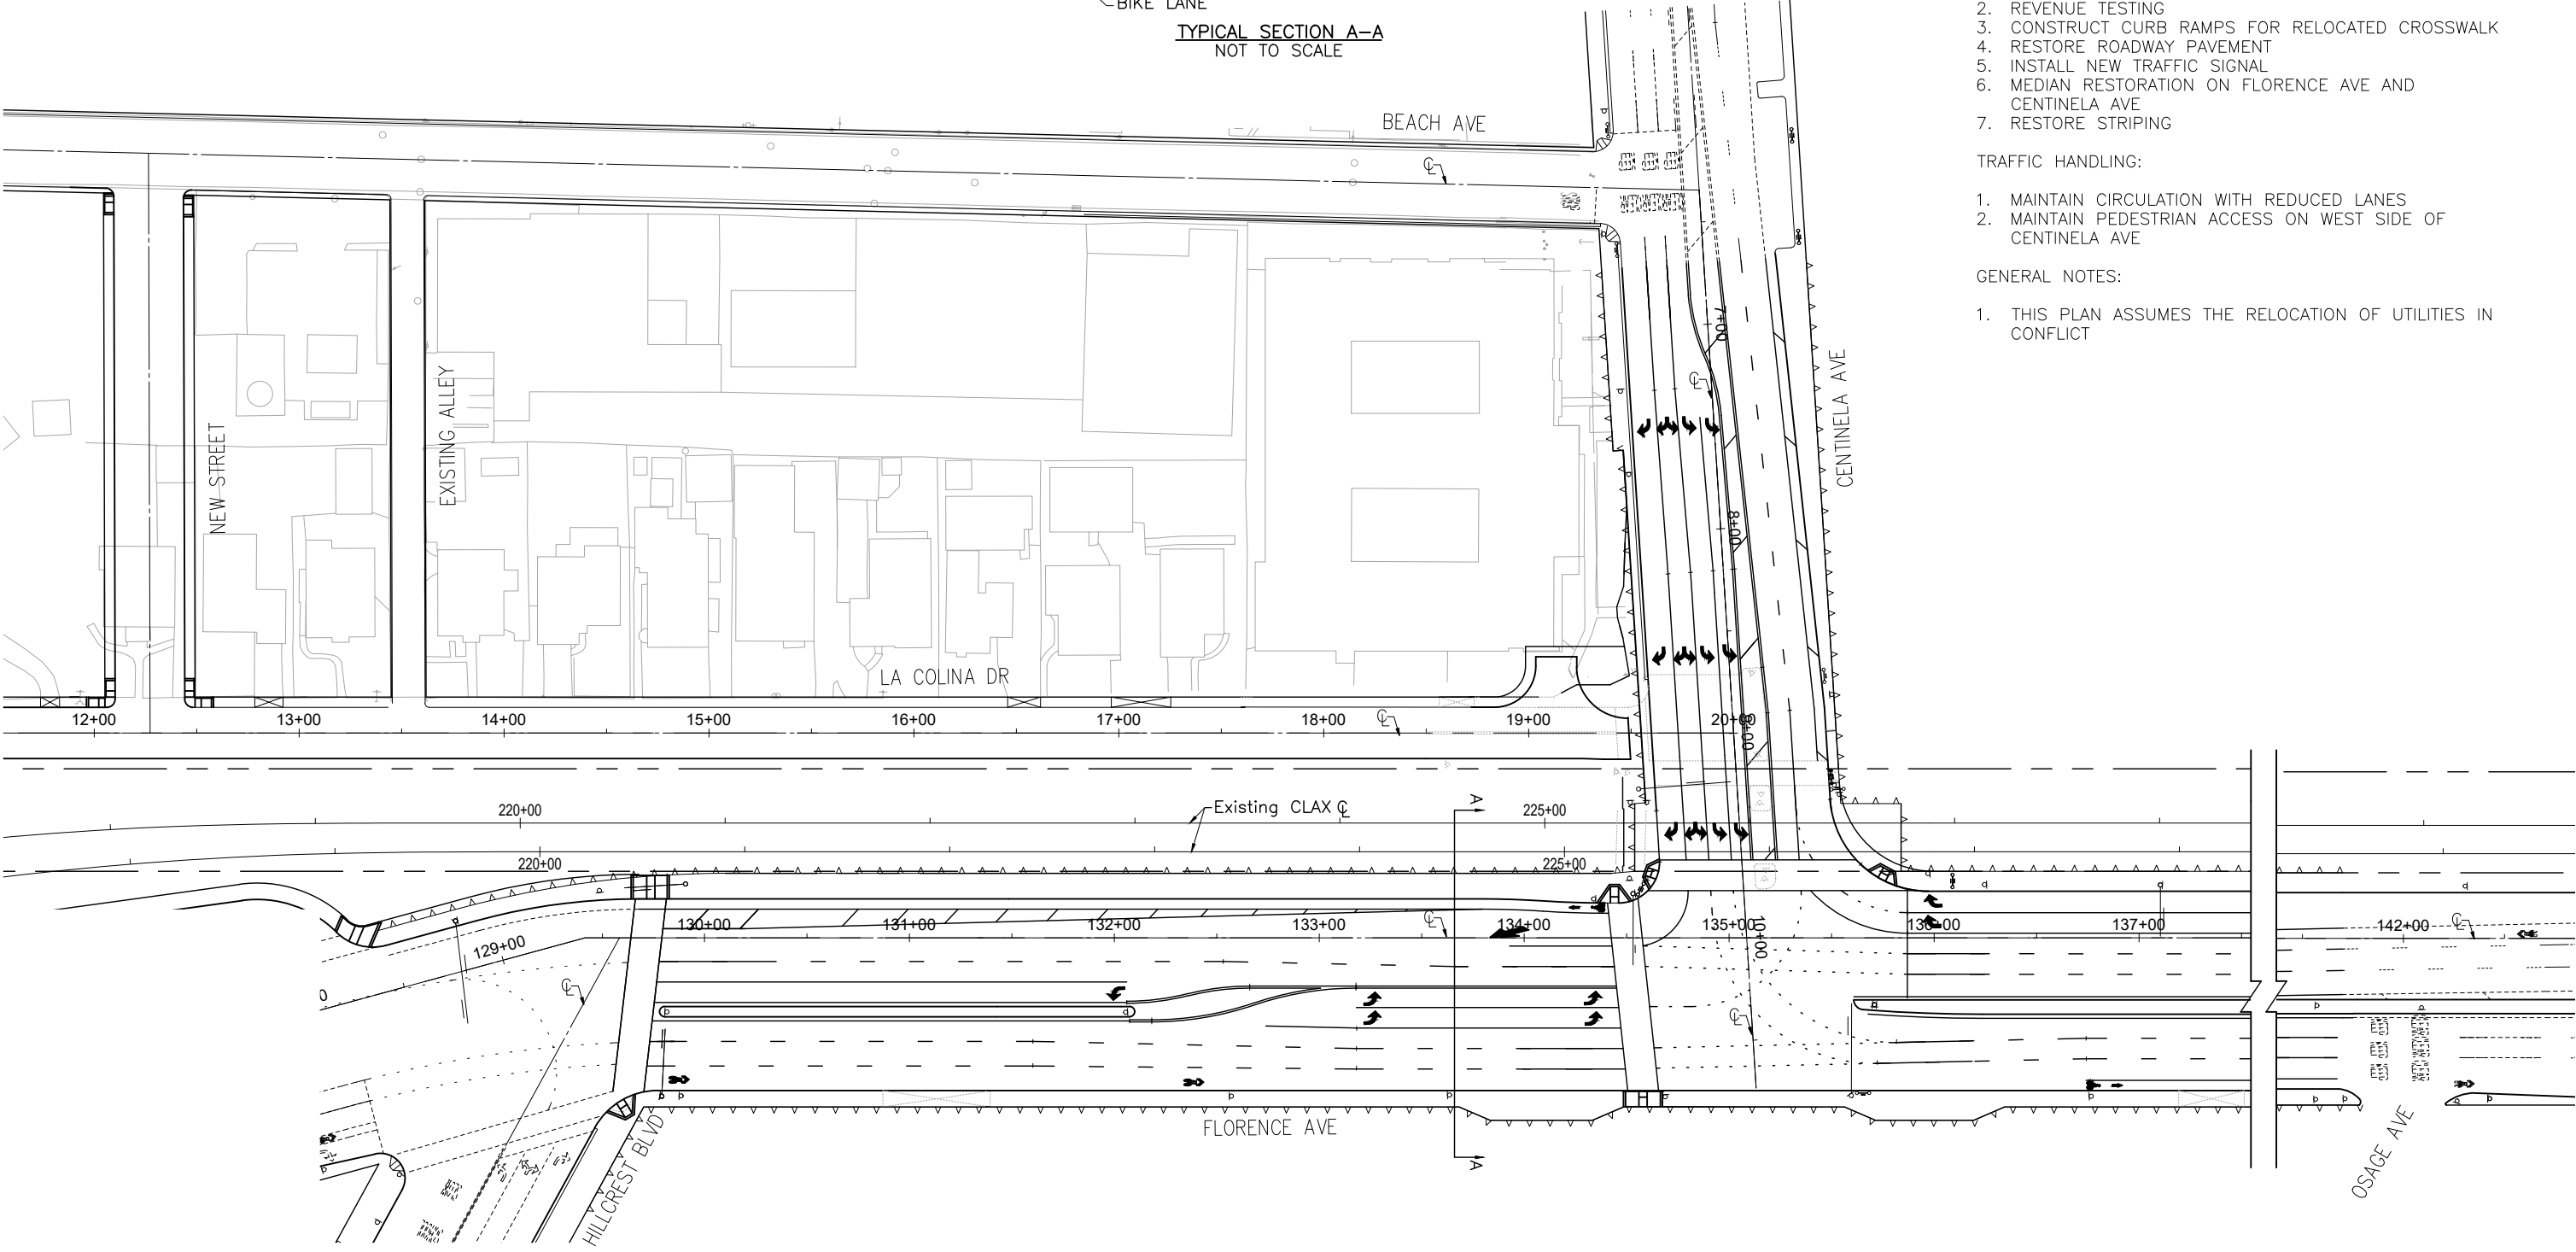 BIKE LANE
TYPICAL SECTION A-A
NOT TO SCALE
2. REVENUE TESTING
3. CONSTRUCT CURB RAMPS FOR RELOCATED CROSSWALK
4. RESTORE ROADWAY PAVEMENT
5. INSTALL NEW TRAFFIC SIGNAL
6. MEDIAN RESTORATION ON FLORENCE AVE AND
CENTINELA AVE
7. RESTORE STRIPING
TRAFFIC HANDLING:
1. MAINTAIN CIRCULATION WITH REDUCED LANES
2. MAINTAIN PEDESTRIAN ACCESS ON WEST SIDE OF
CENTINELA AVE
GENERAL NOTES:
1. THIS PLAN ASSUMES THE RELOCATION OF UTILITIES IN
CONFLICT
BEACH AVE
NEW STREET
EXISTING ALLEY
CENTINELA AVE
7+00
8+00
9+00
10+00
LA COLINA DR
12+00
13+00
14+00
15+00
16+00
17+00
18+00
19+00
20+00
220+00
Existing CLAX ℄
A
225+00
220+00
225+00
129+00
130+00
131+00
132+00
133+00
134+00
135+00
136+00
137+00
142+00
FLORENCE AVE
A
HILLCREST BLVD
OSAGE AVE